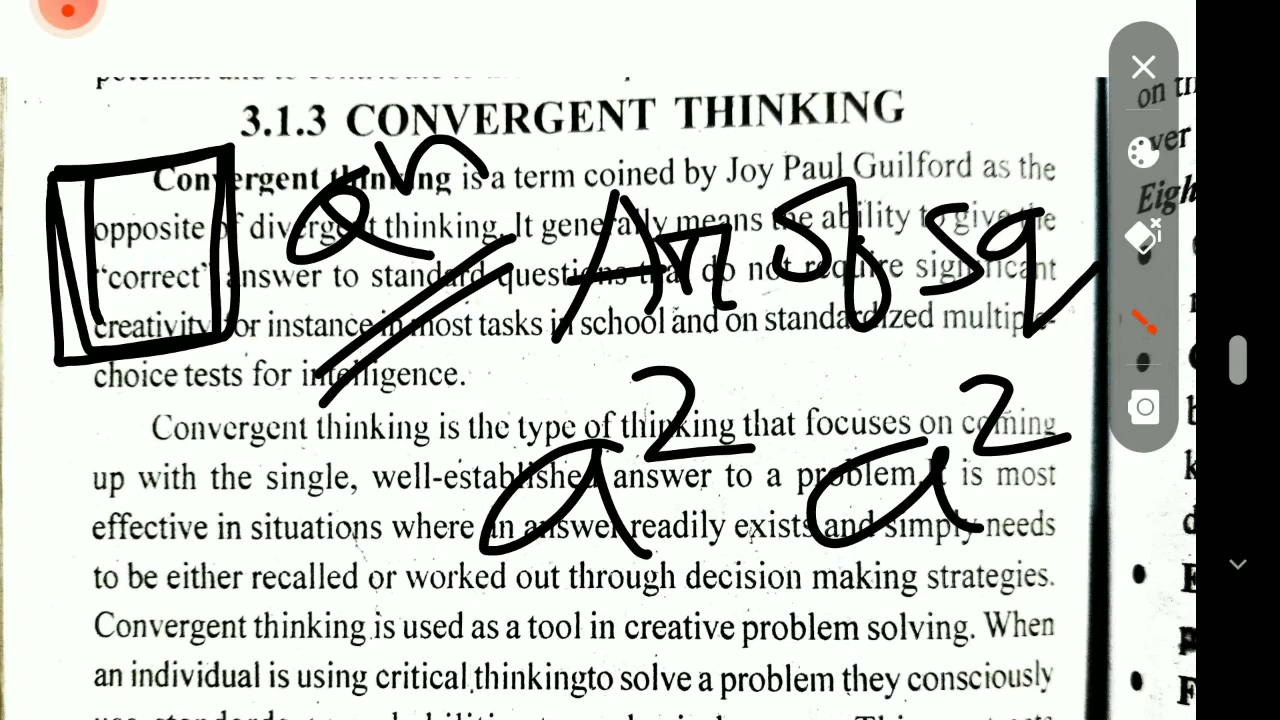 3.1.3 CONVERGENT THINKING
Convergent thinking is a term coined by Joy Paul Guilford as the
opposite of divergent thinking. It generally means the ability to give the
“correct” answer to standard questions that do not require significant
creativity, for instance in most tasks in school and on standardized multiple-
choice tests for intelligence.
Convergent thinking is the type of thinking that focuses on coming
up with the single, well-established answer to a problem. It is most
effective in situations where an answer readily exists and simply needs
to be either recalled or worked out through decision making strategies.
Convergent thinking is used as a tool in creative problem solving. When
an individual is using critical thinkingto solve a problem they consciously
on
ver
Eigh
sq
a² a²